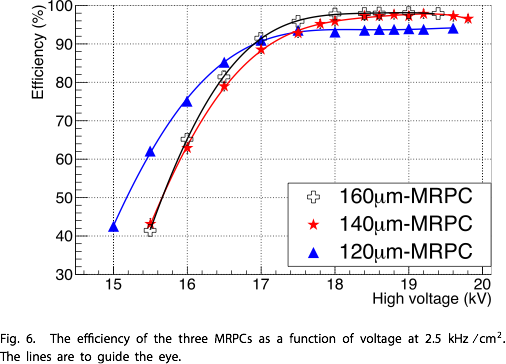 Efficiency (%)
100
90
80
70
60
50
40
30
160μm-MRPC
140μm-MRPC
120μm-MRPC
15 16 17 18 19 20
High voltage (kV)
Fig. 6. The efficiency of the three MRPCs as a function of voltage at 2.5 kHz/cm².
The lines are to guide the eye.